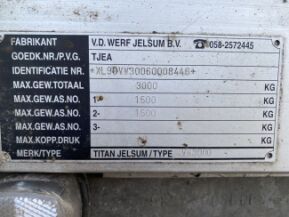 FABRIKANT V.D. WERF JELSUM B.V. ☎058-2572445
GOEDK.NR./P.V.G. TJEA
IDENTIFICATIE NR.
MAX.GEW.TOTAAL 3000 KG
MAX.GEW.AS.NO. 1- 1500 KG
MAX.GEW.AS.NO. 2- 1500 KG
MAX.GEW.AS.NO. 3- KG
MAX.KOPP.DRUK KG
MERK/TYPE TITAN JELSUM/TYPE